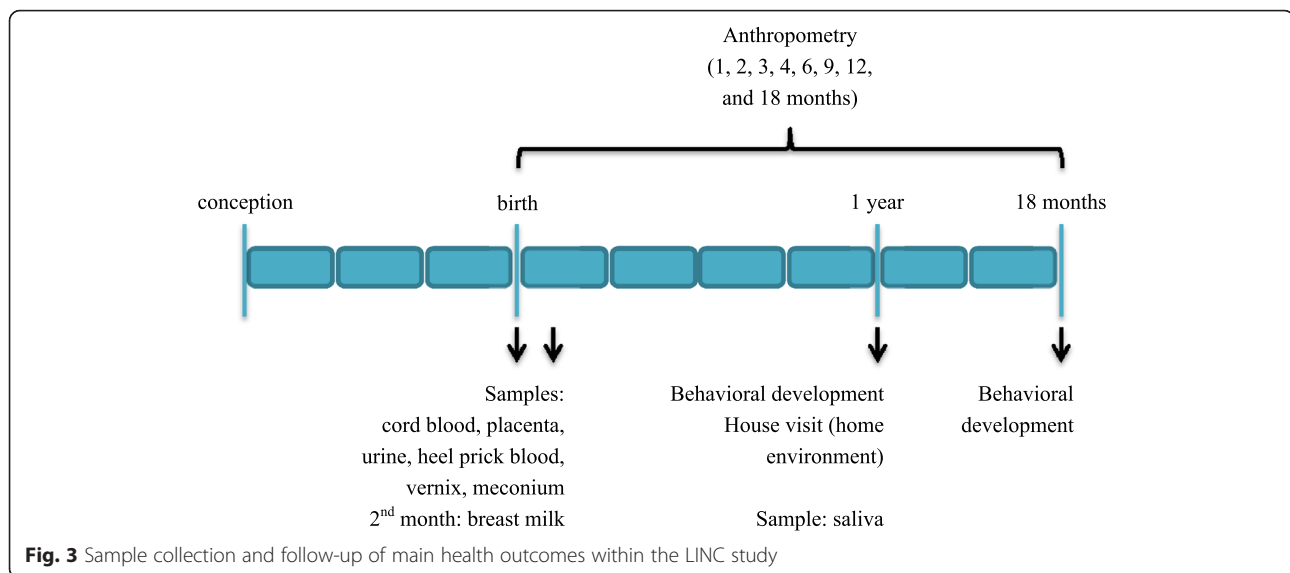 Anthropometry
(1, 2, 3, 4, 6, 9, 12,
and 18 months)
conception
birth
1 year
18 months
Samples:
cord blood, placenta,
urine, heel prick blood,
vernix, meconium
2nd month: breast milk
Behavioral development
House visit (home
environment)
Sample: saliva
Behavioral
development
Fig. 3 Sample collection and follow-up of main health outcomes within the LINC study